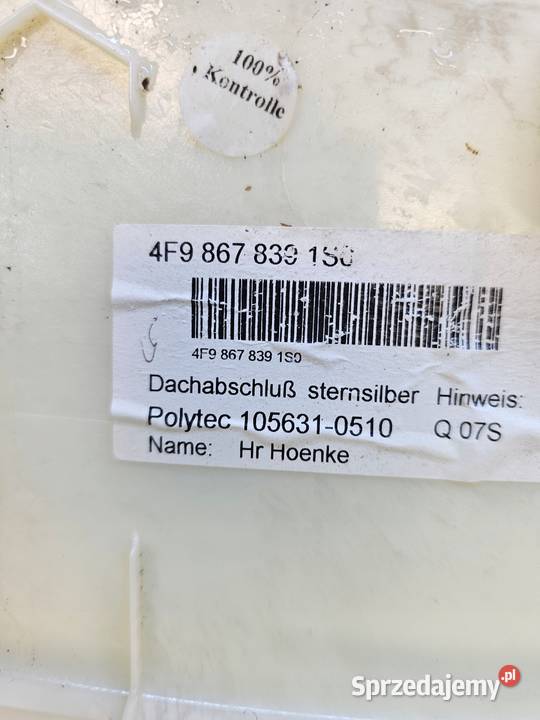 100%
Kontrolle
4F9 867 839 1S0
4F9 867 839 1S0
Dachabschluß sternsilber Hinweis:
Polytec 105631-0510 Q 07S
Name: Hr Hoenke
Sprzedajemy.pl